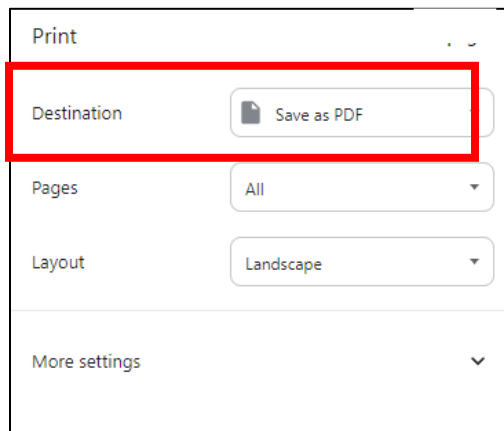 Print
Destination Save as PDF
Pages All
Layout Landscape
More settings